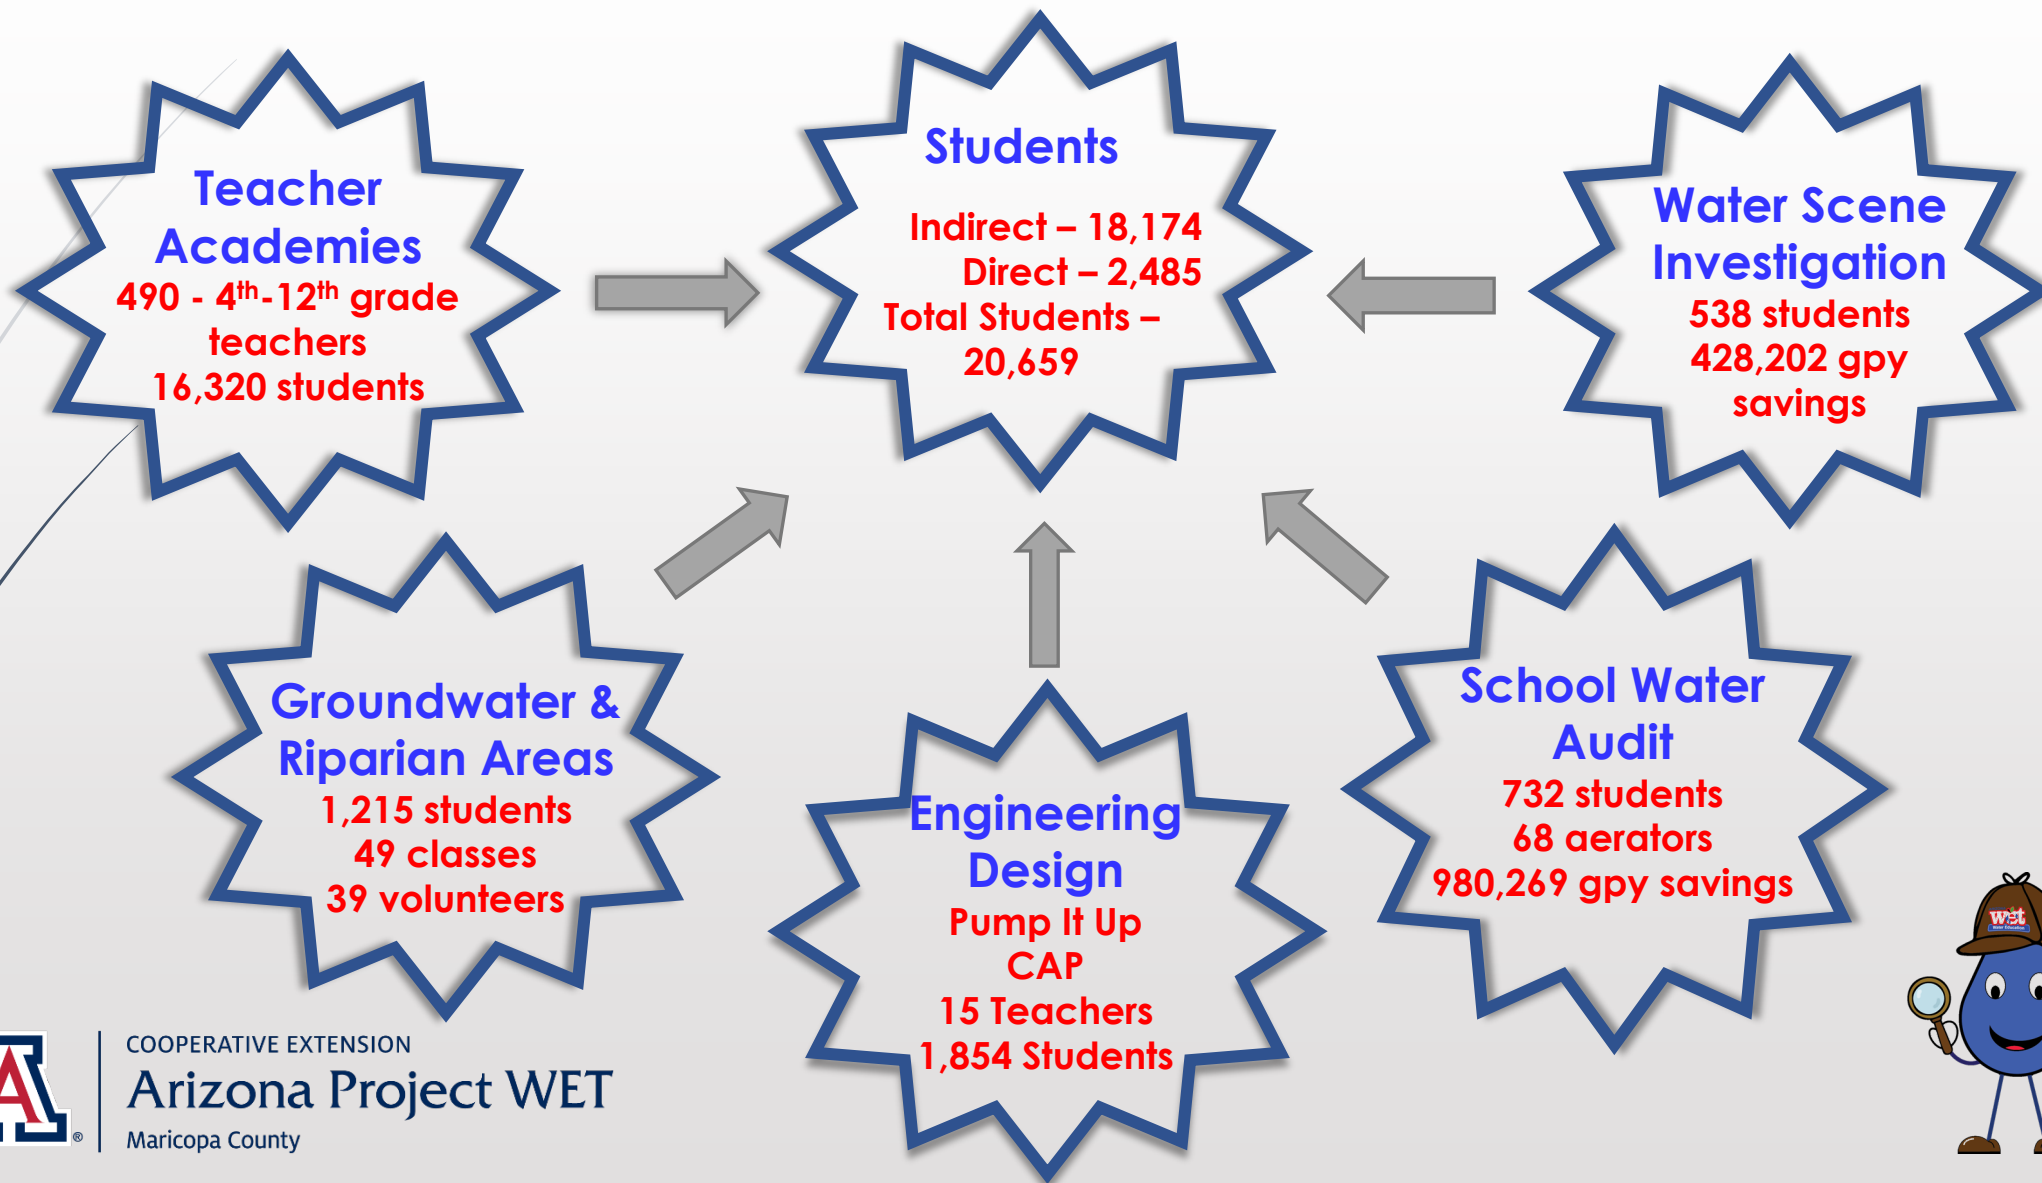 Teacher
Academies
490 - 4th-12th grade
teachers
16,320 students
Students
Indirect – 18,174
Direct – 2,485
Total Students –
20,659
Water Scene
Investigation
538 students
428,202 gpy
savings
Groundwater &
Riparian Areas
1,215 students
49 classes
39 volunteers
Engineering
Design
Pump It Up
CAP
15 Teachers
1,854 Students
School Water
Audit
732 students
68 aerators
980,269 gpy savings
A
®
COOPERATIVE EXTENSION
Arizona Project WET
Maricopa County
wet
Water Education